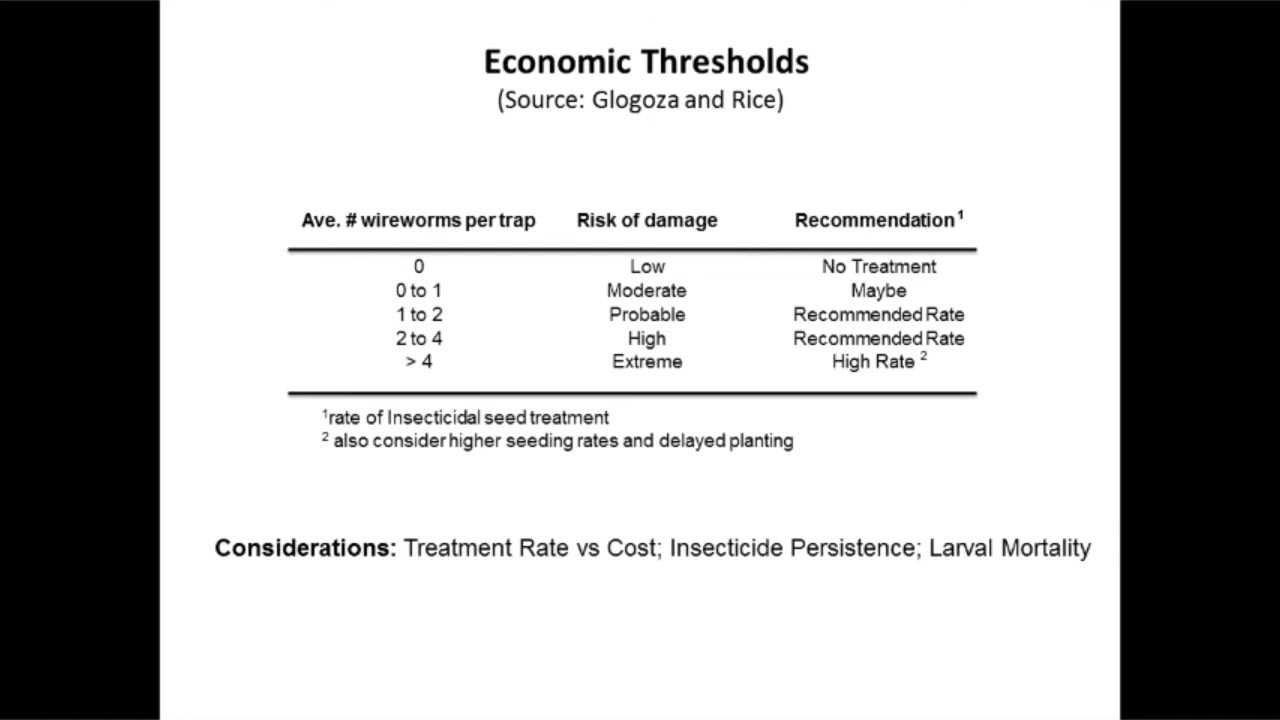 Economic Thresholds
(Source: Glogoza and Rice)
Ave. # wireworms per trap Risk of damage Recommendation¹
0 Low No Treatment
0 to 1 Moderate Maybe
1 to 2 Probable Recommended Rate
2 to 4 High Recommended Rate
> 4 Extreme High Rate ²
¹rate of Insecticidal seed treatment
² also consider higher seeding rates and delayed planting
Considerations: Treatment Rate vs Cost; Insecticide Persistence; Larval Mortality